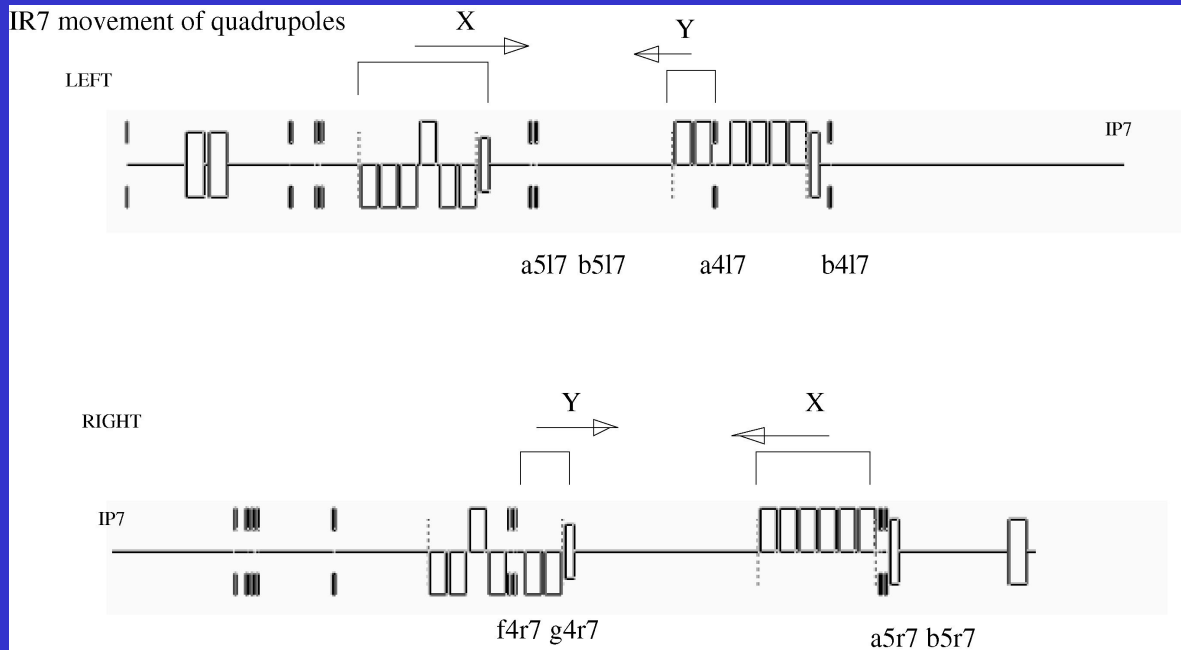 IR7 movement of quadrupoles
X
Y
LEFT
IP7
a5l7 b5l7 a4l7 b4l7
Y
X
RIGHT
IP7
f4r7 g4r7
a5r7 b5r7